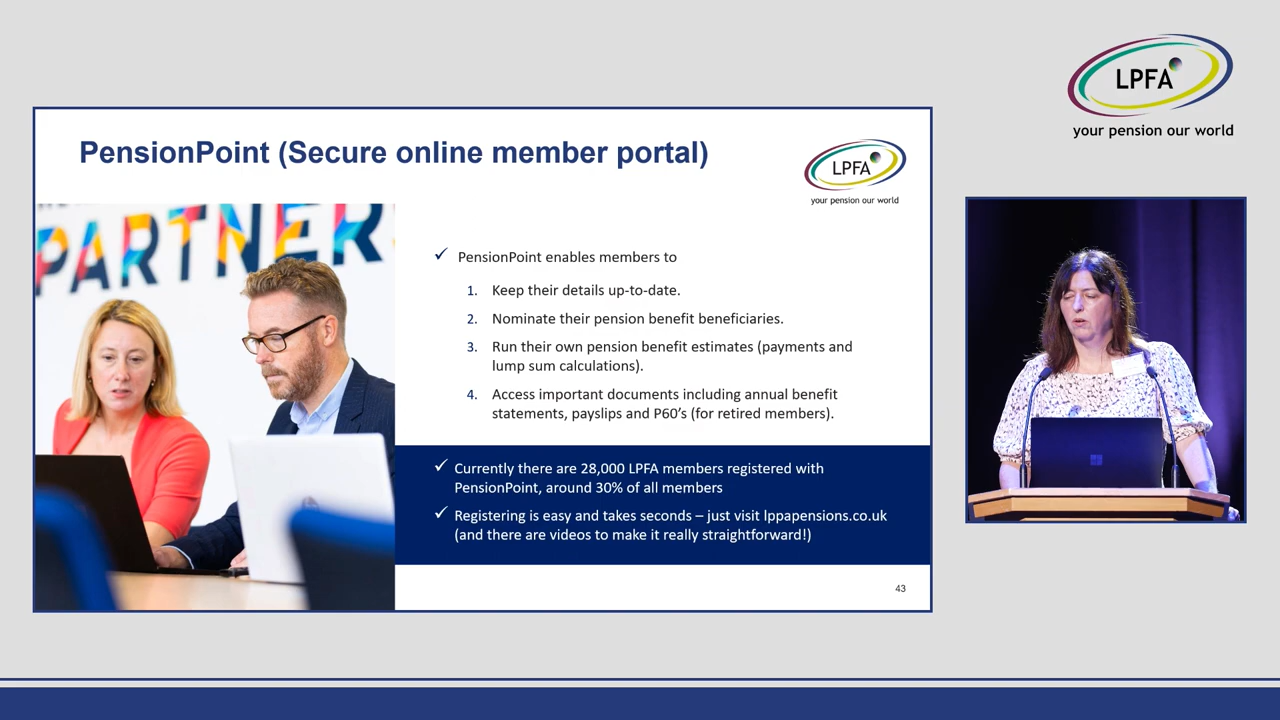 LPFA
your pension our world
PensionPoint (Secure online member portal)
LPFA
your pension our world
PARTNER
✓ PensionPoint enables members to
1. Keep their details up-to-date.
2. Nominate their pension benefit beneficiaries.
3. Run their own pension benefit estimates (payments and
lump sum calculations).
4. Access important documents including annual benefit
statements, payslips and P60’s (for retired members).
✓ Currently there are 28,000 LPFA members registered with
PensionPoint, around 30% of all members
✓ Registering is easy and takes seconds – just visit lppapensions.co.uk
(and there are videos to make it really straightforward!)
43